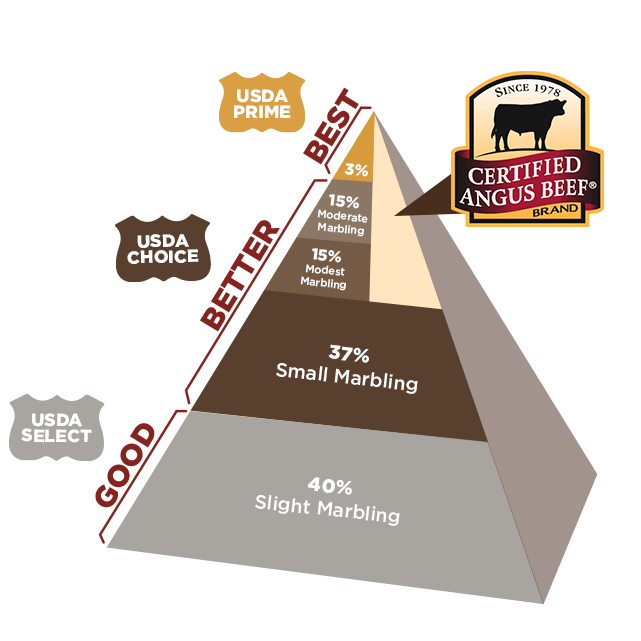 USDA
PRIME
BEST
SINCE 1978
CERTIFIED
ANGUS BEEF®
BRAND
3%
15%
Moderate
Marbling
USDA
CHOICE
BETTER
15%
Modest
Marbling
37%
Small Marbling
USDA
SELECT
GOOD
40%
Slight Marbling